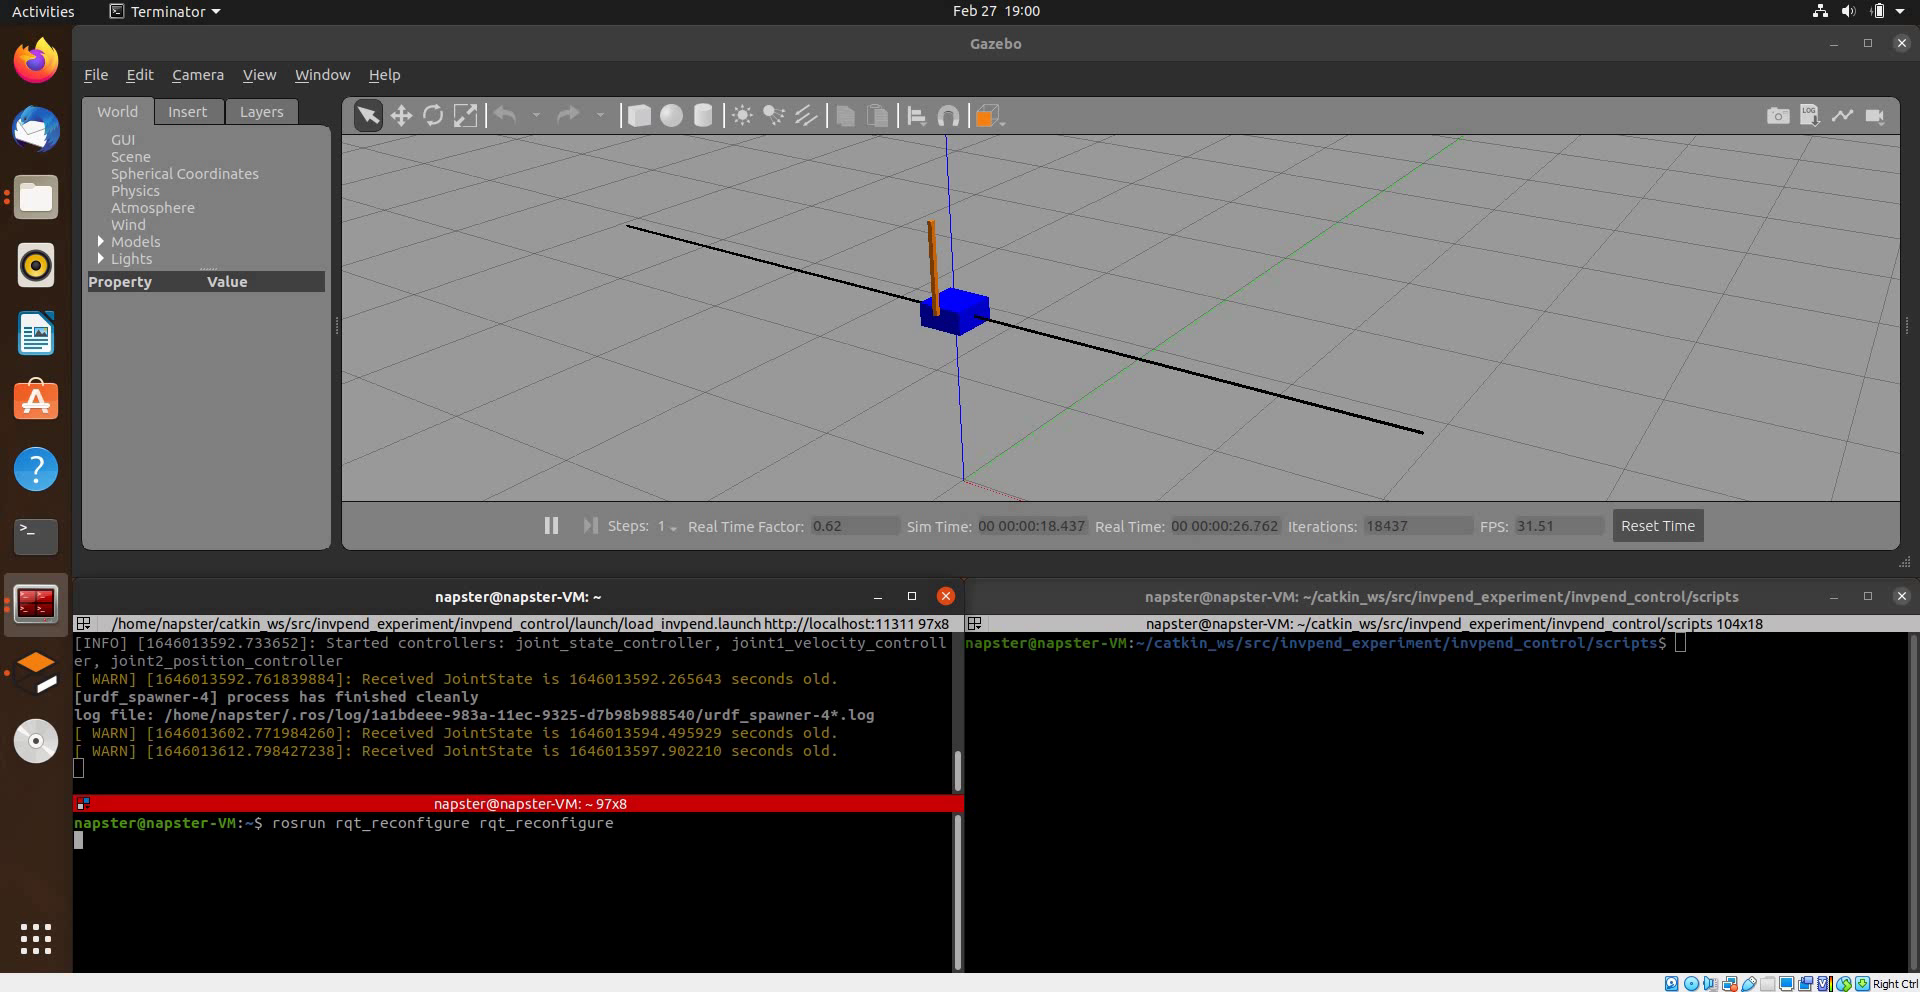 Activities
Terminator
Feb 27 19:00
Gazebo
File Edit Camera View Window Help
World Insert Layers
GUI
Scene
Spherical Coordinates
Physics
Atmosphere
Wind
Models
Lights
Property Value
LOG
Steps: 1 Real Time Factor: 0.62 Sim Time: 00 00:00:18.437 Real Time: 00 00:00:26.762 Iterations: 18437 FPS: 31.51 Reset Time
napster@napster-VM: ~
/home/napster/catkin_ws/src/invpend_experiment/invpend_control/launch/load_invpend.launch http://localhost:11311 97x8
[INFO] [1646013592.733652]: Started controllers: joint_state_controller, joint1_velocity_controll
er, joint2_position_controller
[ WARN] [1646013592.761839884]: Received JointState is 1646013592.265643 seconds old.
[urdf_spawner-4] process has finished cleanly
log file: /home/napster/.ros/log/1a1bdeee-983a-11ec-9325-d7b98b988540/urdf_spawner-4*.log
[ WARN] [1646013602.771984260]: Received JointState is 1646013594.495929 seconds old.
[ WARN] [1646013612.798427238]: Received JointState is 1646013597.902210 seconds old.
napster@napster-VM: ~ 97x8
napster@napster-VM:~$ rosrun rqt_reconfigure rqt_reconfigure
napster@napster-VM: ~/catkin_ws/src/invpend_experiment/invpend_control/scripts
napster@napster-VM: ~/catkin_ws/src/invpend_experiment/invpend_control/scripts 104x18
napster@napster-VM:~/catkin_ws/src/invpend_experiment/invpend_control/scripts$
Right Ctrl